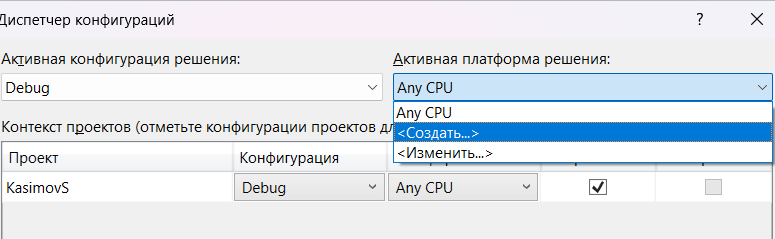 Диспетчер конфигураций
?
Активная конфигурация решения:
Активная платформа решения:
Debug
Any CPU
Any CPU
<Создать...>
<Изменить...>
Контекст проектов (отметьте конфигурации проектов дл
Проект
Конфигурация
KasimovS
Debug
Any CPU